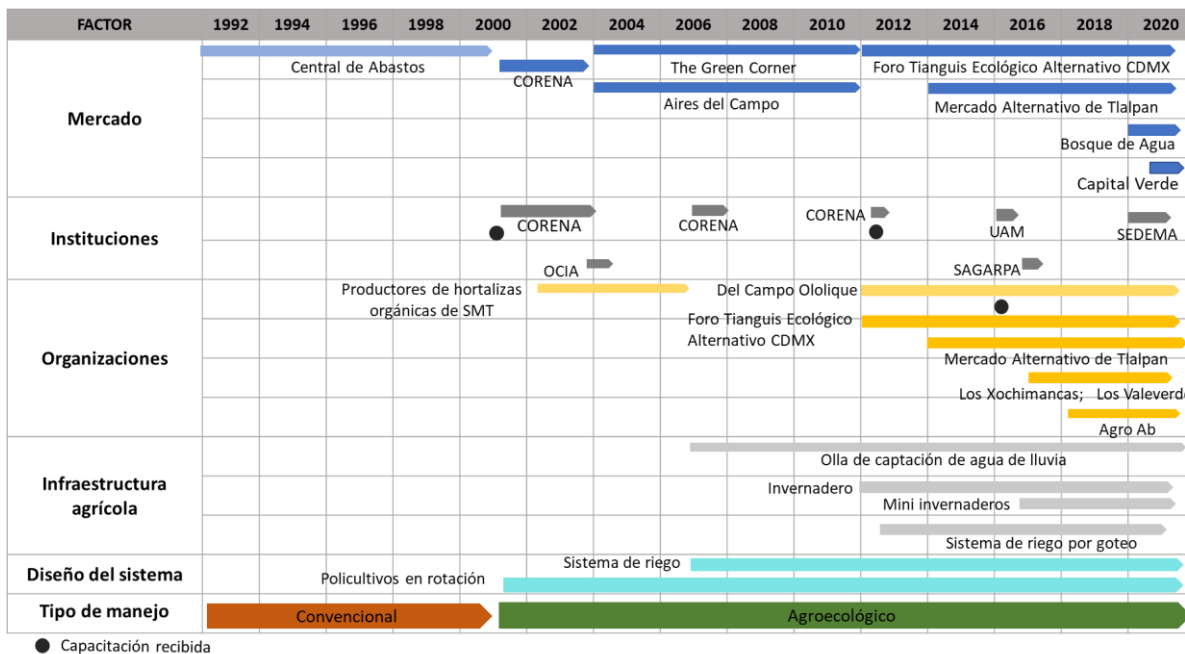 FACTOR 1992 1994 1996 1998 2000 2002 2004 2006 2008 2010 2012 2014 2016 2018 2020
Mercado
Central de Abastos
CORENA
The Green Corner
Foro Tianguis Ecológico Alternativo CDMX
Aires del Campo
Mercado Alternativo de Tlalpan
Bosque de Agua
Capital Verde
Instituciones
CORENA
CORENA
CORENA
UAM
SEDEMA
OCIA
SAGARPA
Organizaciones
Productores de hortalizas
orgánicas de SMT
Del Campo Ololique
Foro Tianguis Ecológico
Alternativo CDMX
Mercado Alternativo de Tlalpan
Los Xochimancas; Los Valeverde
Agro Ab
Infraestructura
agrícola
Olla de captación de agua de lluvia
Invernadero
Mini invernaderos
Sistema de riego por goteo
Diseño del sistema
Sistema de riego
Policultivos en rotación
Tipo de manejo
Convencional
Agroecológico
Capacitación recibida